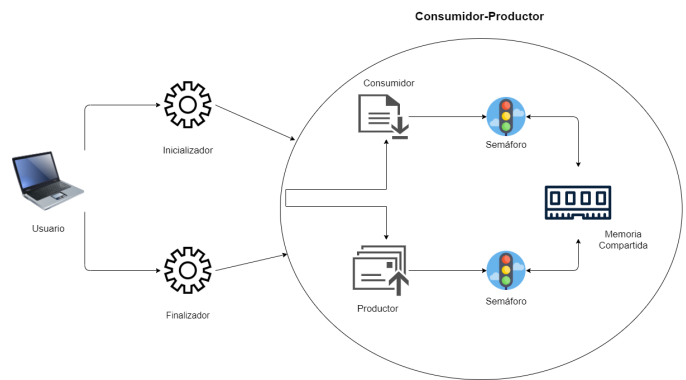 Consumidor-Productor
Consumidor
Inicializador
Semáforo
Usuario
Memoria
Compartida
Finalizador
Productor
Semáforo